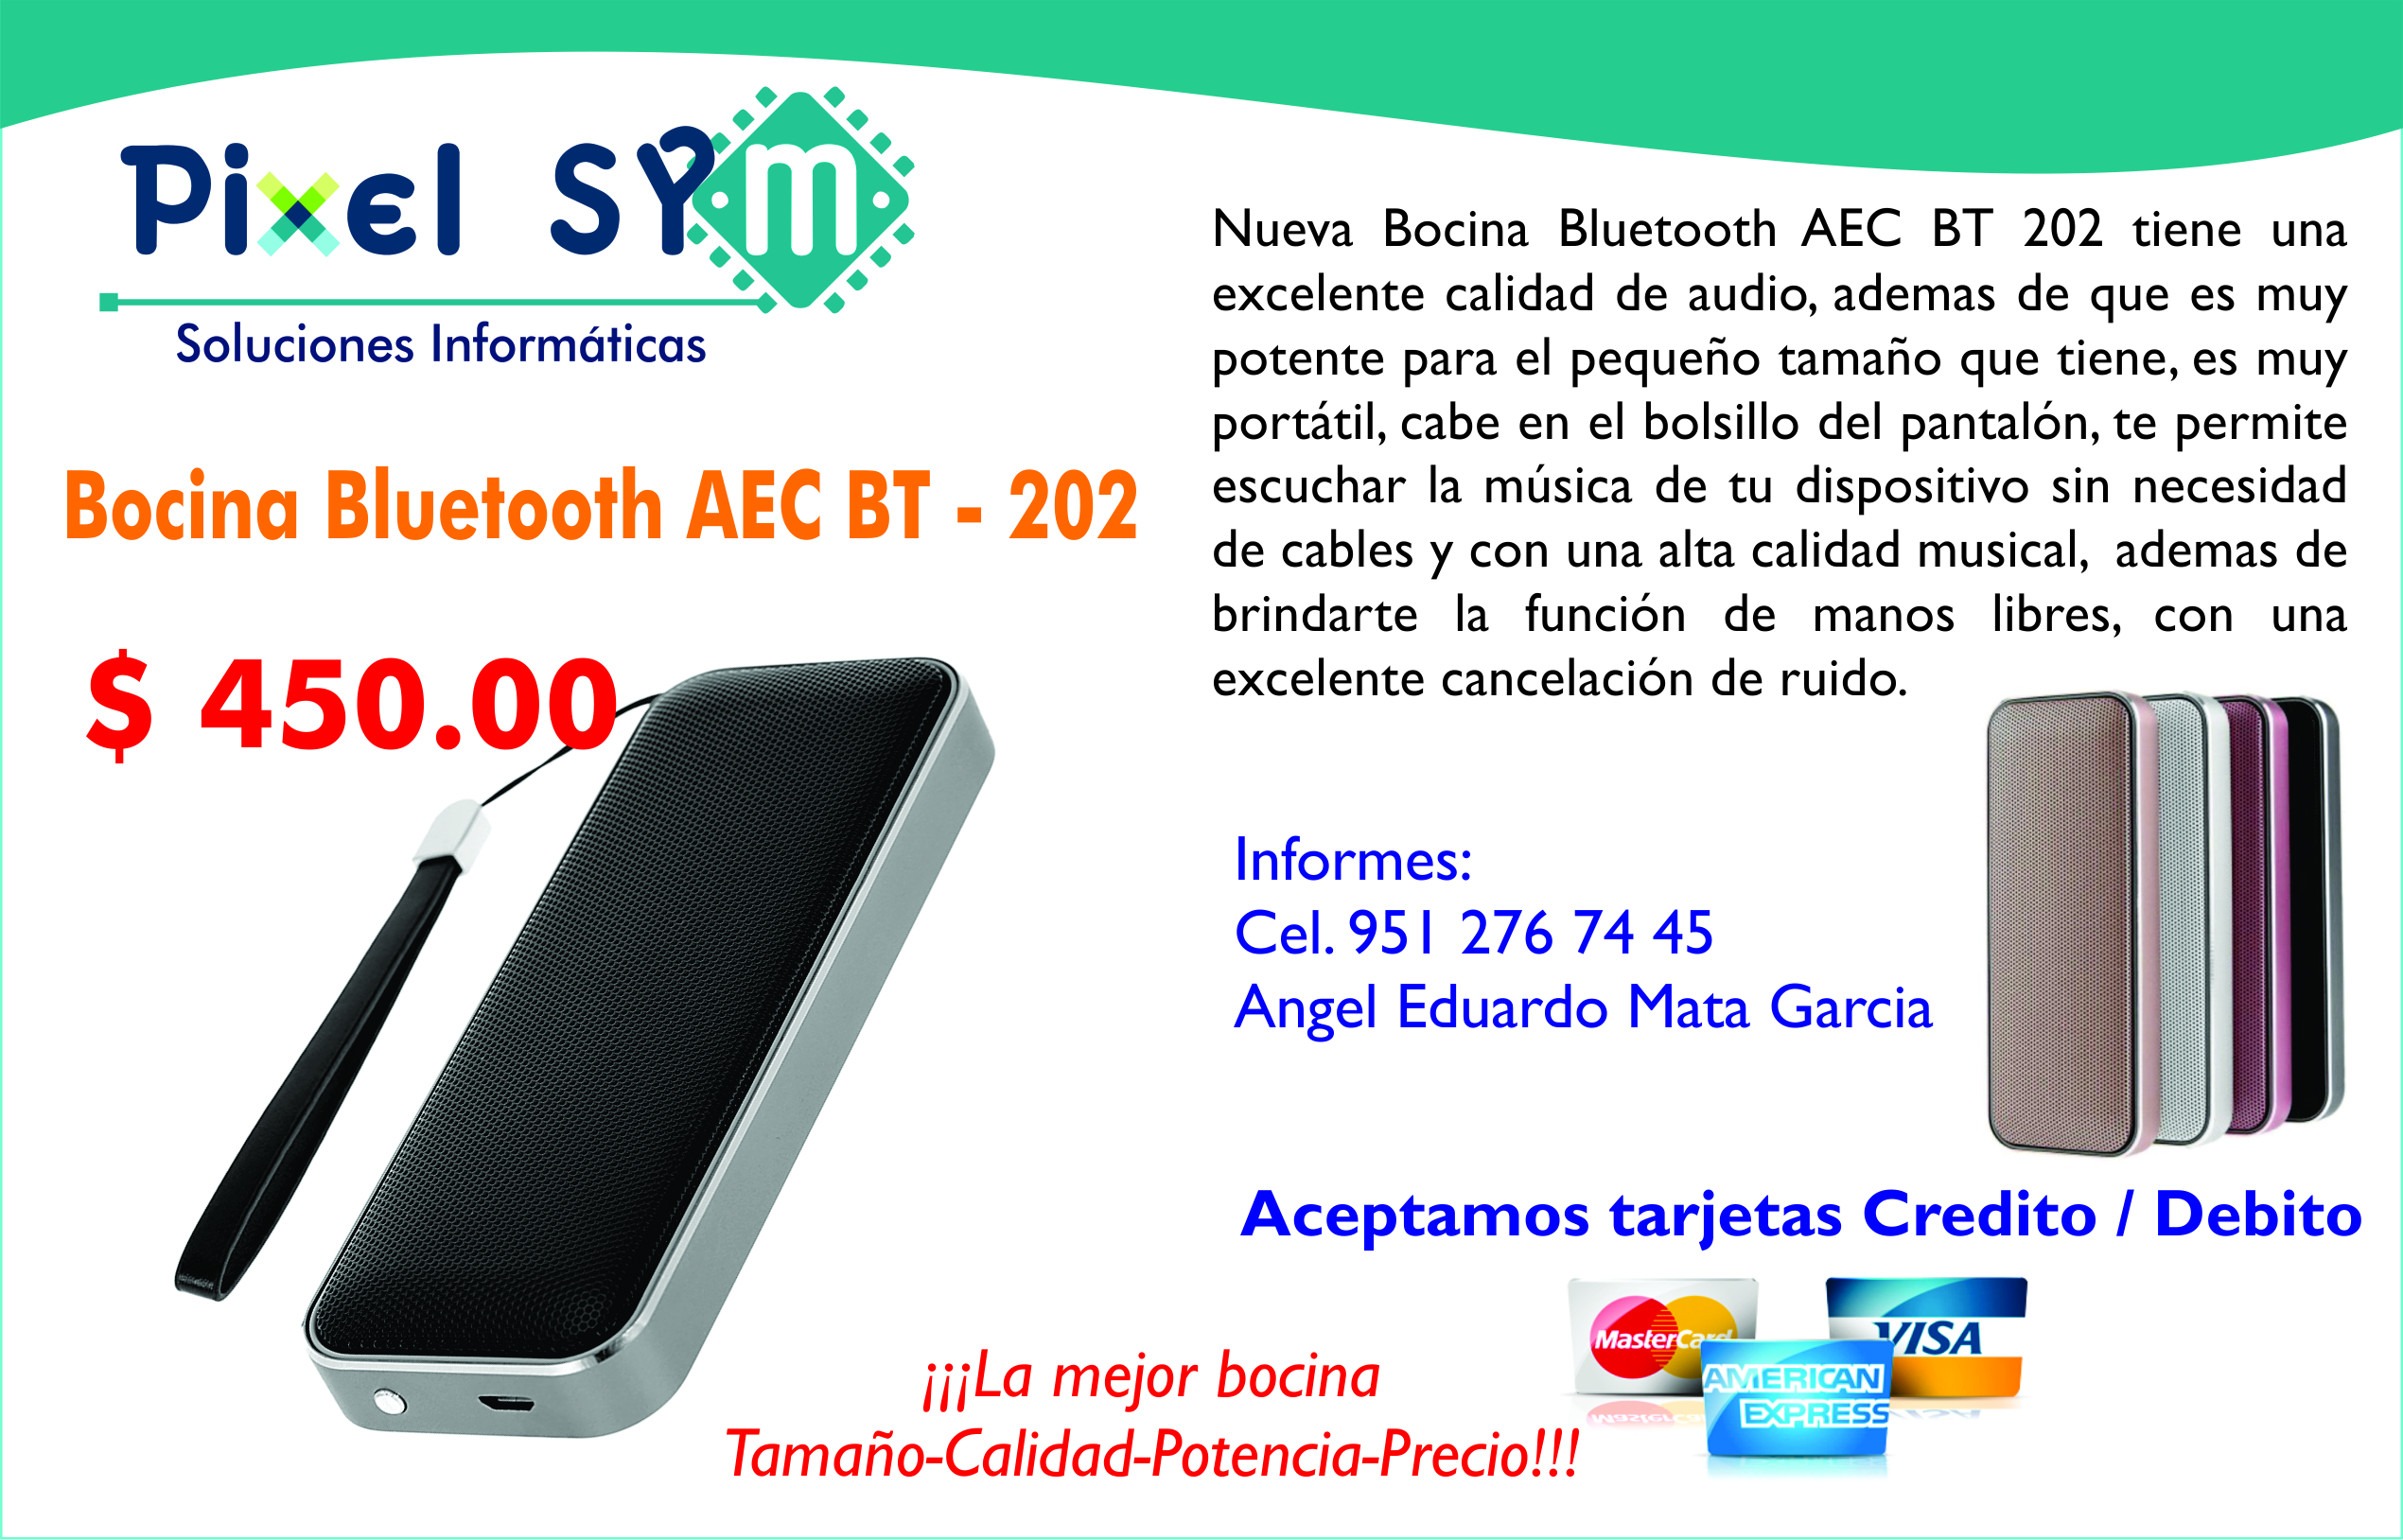 Pixel SYm
Soluciones Informáticas
Bocina Bluetooth AEC BT - 202
$ 450.00
Nueva Bocina Bluetooth AEC BT 202 tiene una
excelente calidad de audio, ademas de que es muy
potente para el pequeño tamaño que tiene, es muy
portátil, cabe en el bolsillo del pantalón, te permite
escuchar la música de tu dispositivo sin necesidad
de cables y con una alta calidad musical, ademas de
brindarte la función de manos libres, con una
excelente cancelación de ruido.
Informes:
Cel. 951 276 74 45
Angel Eduardo Mata Garcia
Aceptamos tarjetas Credito / Debito
MasterCard
VISA
AMERICAN
EXPRESS
¡¡¡La mejor bocina
Tamaño-Calidad-Potencia-Precio!!!